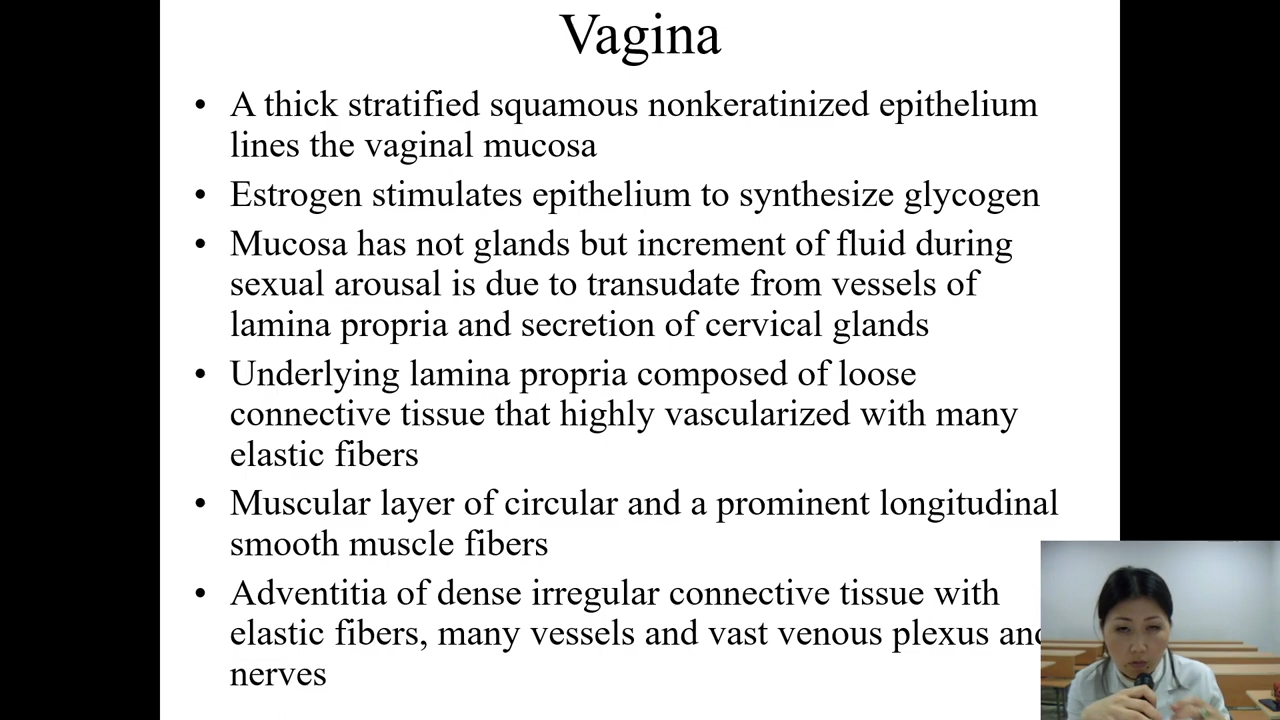 Vagina
• A thick stratified squamous nonkeratinized epithelium
lines the vaginal mucosa
• Estrogen stimulates epithelium to synthesize glycogen
• Mucosa has not glands but increment of fluid during
sexual arousal is due to transudate from vessels of
lamina propria and secretion of cervical glands
• Underlying lamina propria composed of loose
connective tissue that highly vascularized with many
elastic fibers
• Muscular layer of circular and a prominent longitudinal
smooth muscle fibers
• Adventitia of dense irregular connective tissue with
elastic fibers, many vessels and vast venous plexus and
nerves